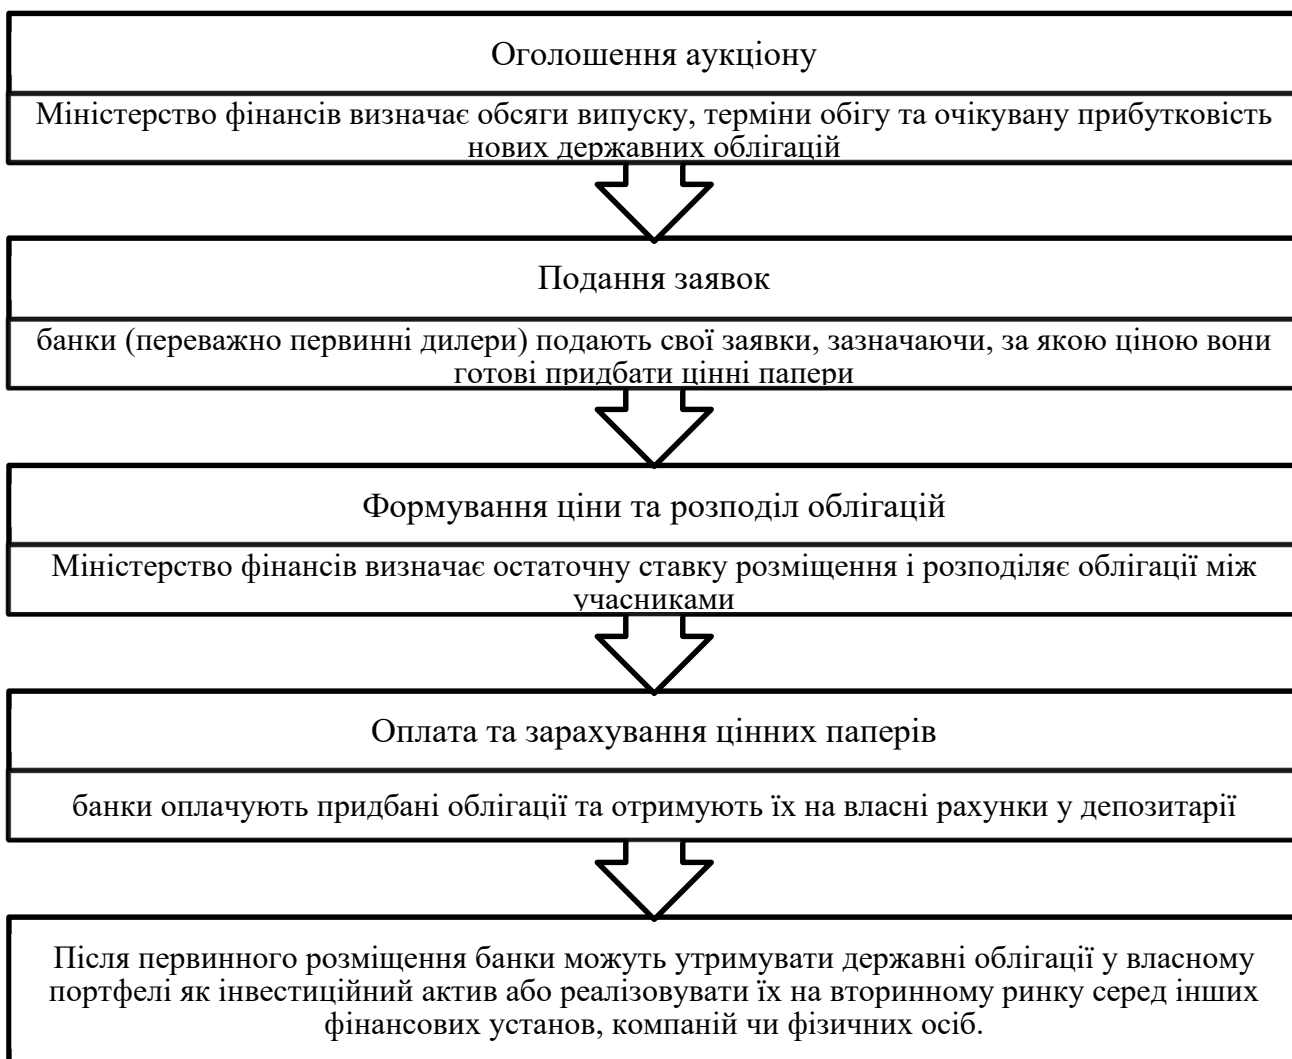 Оголошення аукціону
Міністерство фінансів визначає обсяги випуску, терміни обігу та очікувану прибутковість
нових державних облігацій
Подання заявок
банки (переважно первинні дилери) подають свої заявки, зазначаючи, за якою ціною вони
готові придбати цінні папери
Формування ціни та розподіл облігацій
Міністерство фінансів визначає остаточну ставку розміщення і розподіляє облігації між
учасниками
Оплата та зарахування цінних паперів
банки оплачують придбані облігації та отримують їх на власні рахунки у депозитарії
Після первинного розміщення банки можуть утримувати державні облігації у власному
портфелі як інвестиційний актив або реалізовувати їх на вторинному ринку серед інших
фінансових установ, компаній чи фізичних осіб.